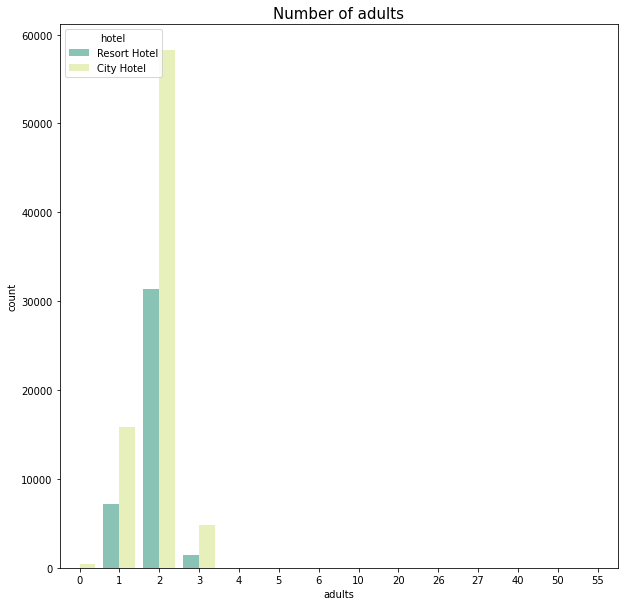 Number of adults
hotel
Resort Hotel
City Hotel
60000
50000
40000
30000
20000
10000
0
count
0 1 2 3 4 5 6 10 20 26 27 40 50 55
adults